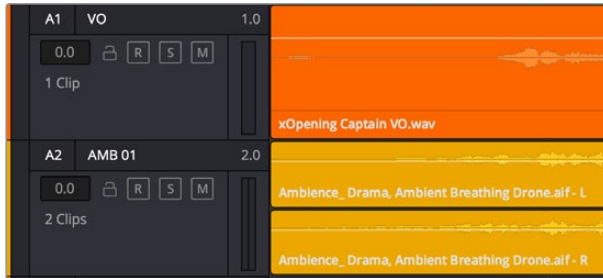 A1 VO 1.0
0.0 R S M
1 Clip
xOpening Captain VO.wav
A2 AMB 01 2.0
0.0 R S M
Ambience_ Drama, Ambient Breathing Drone.aif - L
2 Clips
Ambience_ Drama, Ambient Breathing Drone.aif - R